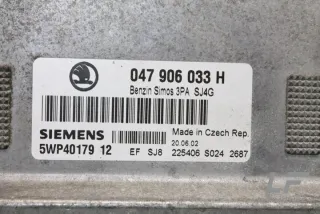 047 906 033 H
Benzin Simos 3PA SJ4G
SIEMENS
Made in Czech Rep.
20.06.02
5WP40179 12
EF SJ8 225406 S024 2687